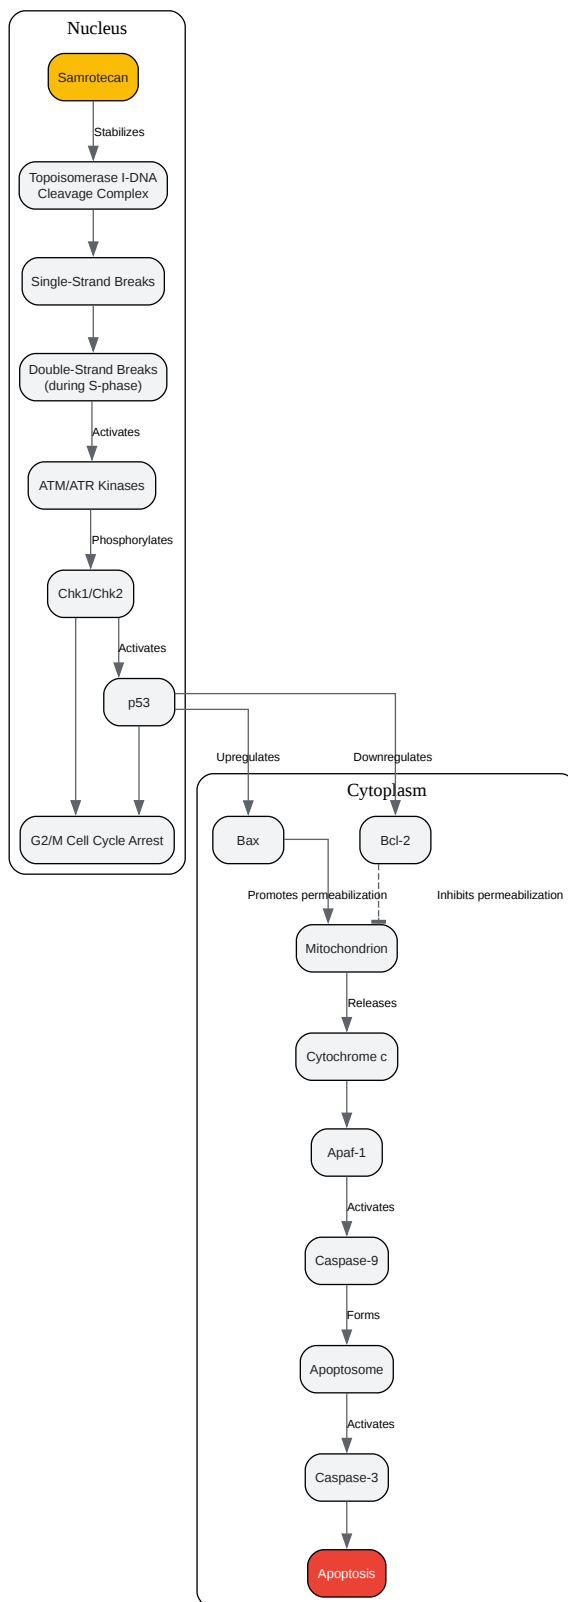 Nucleus
Samrotecan
Stabilizes
Topoisomerase I-DNA
Cleavage Complex
Single-Strand Breaks
Double-Strand Breaks
(during S-phase)
Activates
ATM/ATR Kinases
Phosphorylates
Chk1/Chk2
Activates
p53
Upregulates
Downregulates
G2/M Cell Cycle Arrest
Cytoplasm
Bax
Bcl-2
Promotes permeabilization
Inhibits permeabilization
Mitochondrion
Releases
Cytochrome c
Apaf-1
Activates
Caspase-9
Forms
Apoptosome
Activates
Caspase-3
Apoptosis